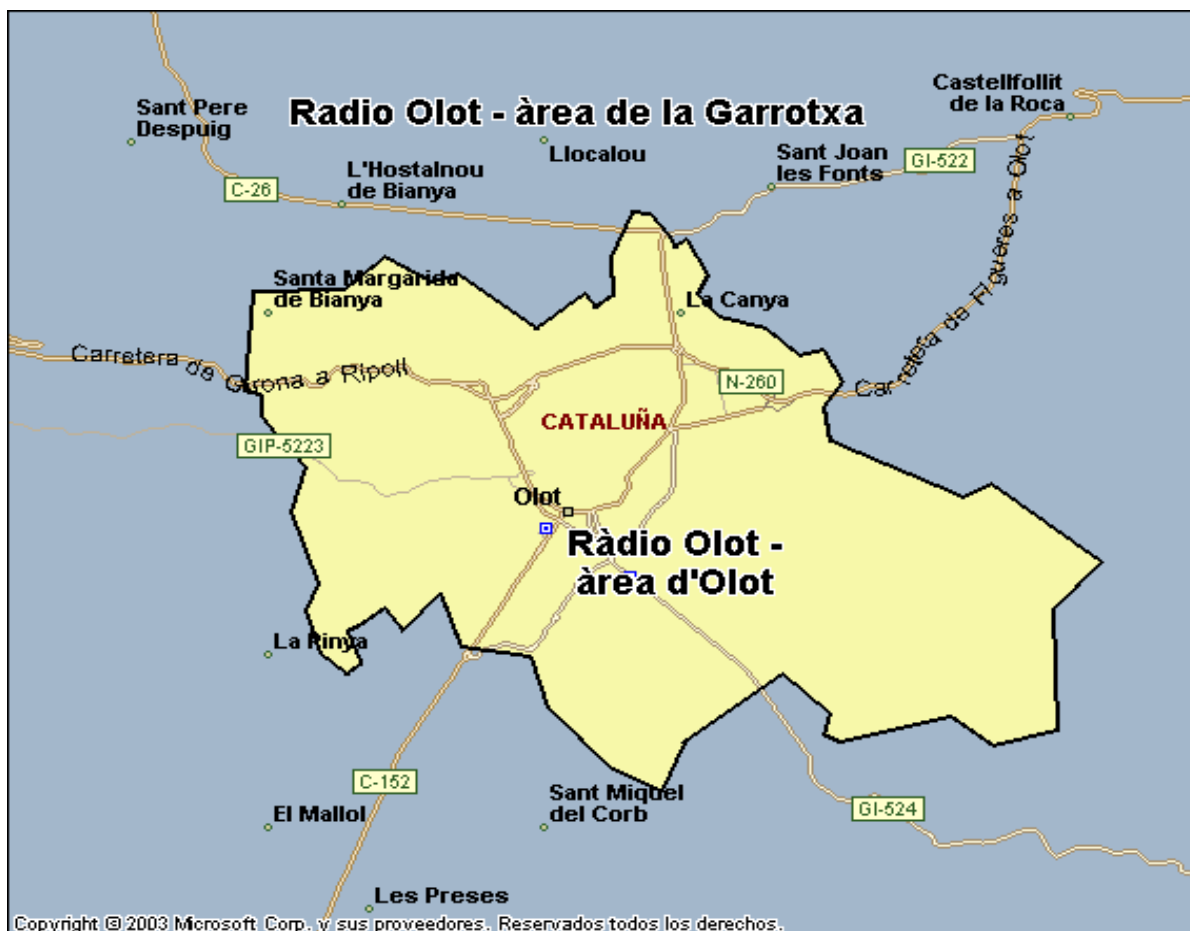 Castellfollit
de la Roca
Sant Pere
Despuig
Radio Olot - àrea de la Garrotxa
Llocalou
Sant Joan
les Fonts
GI-522
L'Hostalnou
de Bianya
C-26
Santa Margarida
de Bianya
La Canya
Carretera de Girona a Ripoll
Carretera de Figueres a Olot
N-260
CATALUÑA
GIP-5223
Olot
Ràdio Olot -
àrea d'Olot
La Pinya
C-152
El Mallol
Sant Miquel
del Corb
GI-524
Les Preses
Copyright © 2003 Microsoft Corp. y sus proveedores. Reservados todos los derechos.